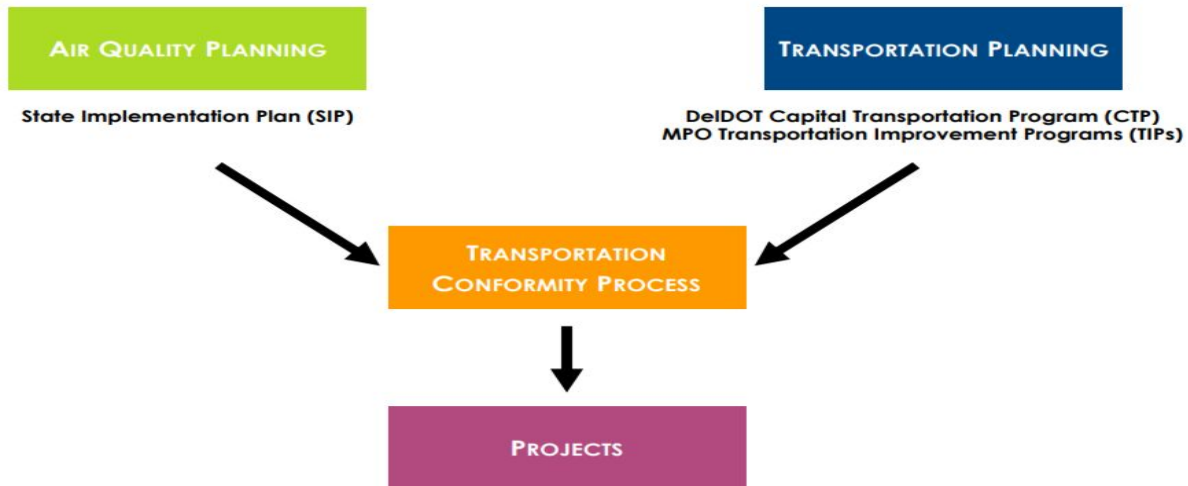 AIR QUALITY PLANNING
TRANSPORTATION PLANNING
State Implementation Plan (SIP)
DelDOT Capital Transportation Program (CTP)
MPO Transportation Improvement Programs (TIPs)
TRANSPORTATION
CONFORMITY PROCESS
PROJECTS